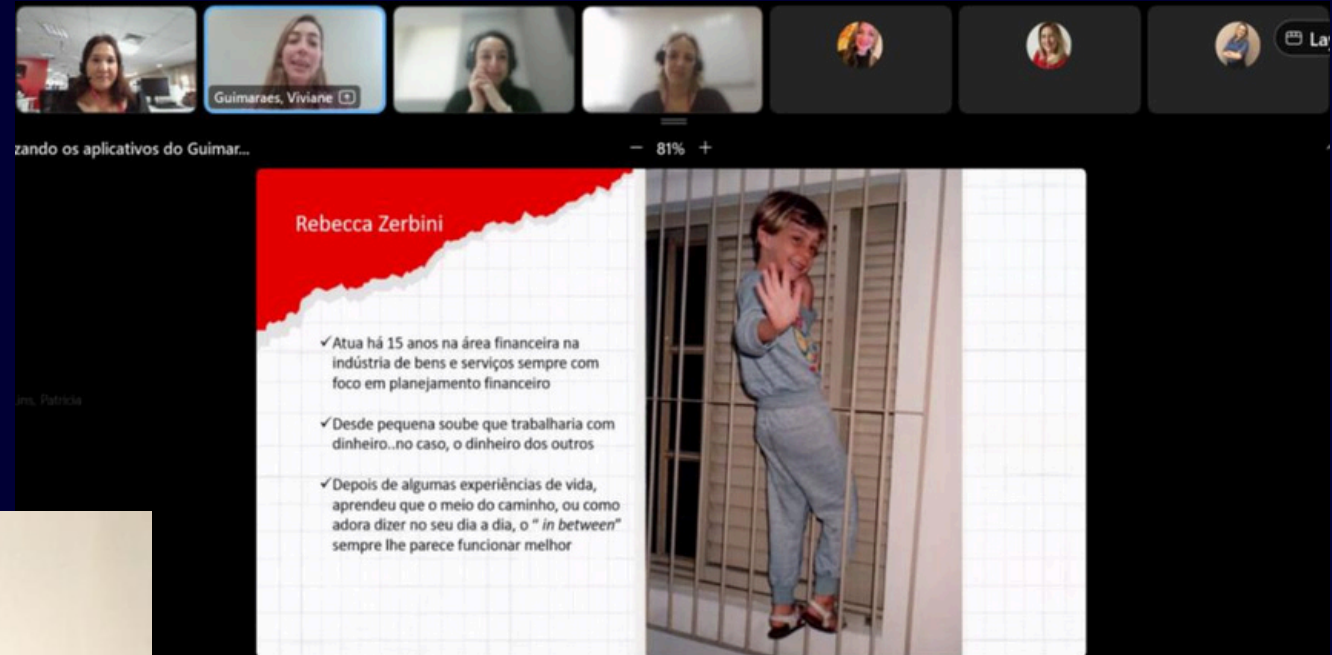 Guimaraes, Viviane
La
zando os aplicativos do Guimar...
— 81% +
Rebecca Zerbini
✓Atua há 15 anos na área financeira na
indústria de bens e serviços sempre com
foco em planejamento financeiro
✓Desde pequena soube que trabalharia com
dinheiro..no caso, o dinheiro dos outros
✓Depois de algumas experiências de vida,
aprendeu que o meio do caminho, ou como
adora dizer no seu dia a dia, o " in between"
sempre lhe parece funcionar melhor
ins, Patricia